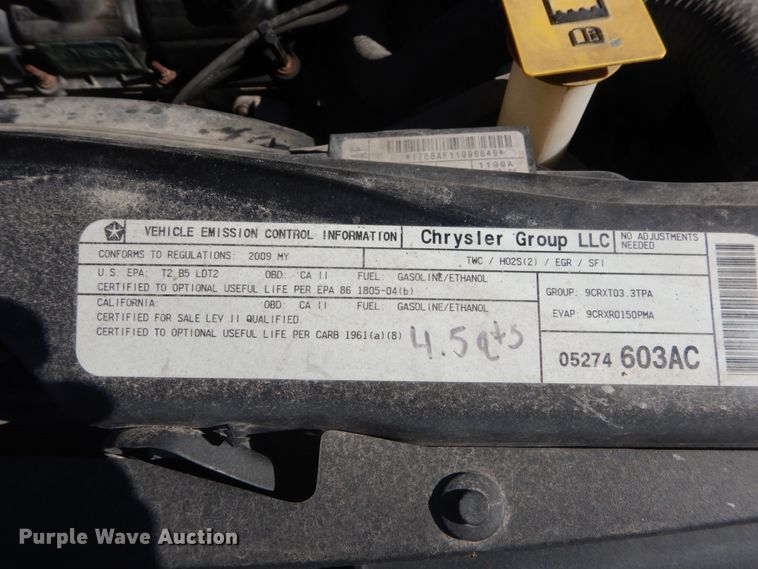 *1768AF11996846*
1199A
VEHICLE EMISSION CONTROL INFORMATION
Chrysler Group LLC
NO ADJUSTMENTS NEEDED
CONFORMS TO REGULATIONS: 2009 MY
TWC / HO2S(2) / EGR / SFI
U.S. EPA: T2 B5 LDT2 OBD: CA II FUEL: GASOLINE/ETHANOL
CERTIFIED TO OPTIONAL USEFUL LIFE PER EPA 86 1805-04(b)
CALIFORNIA: OBD: CA II FUEL: GASOLINE/ETHANOL
CERTIFIED FOR SALE LEV II QUALIFIED.
CERTIFIED TO OPTIONAL USEFUL LIFE PER CARB 1961(a)(8)
4.5 qts
GROUP: 9CRXT03.3TPA
EVAP: 9CRXR0150PMA
05274 603AC
Purple Wave Auction